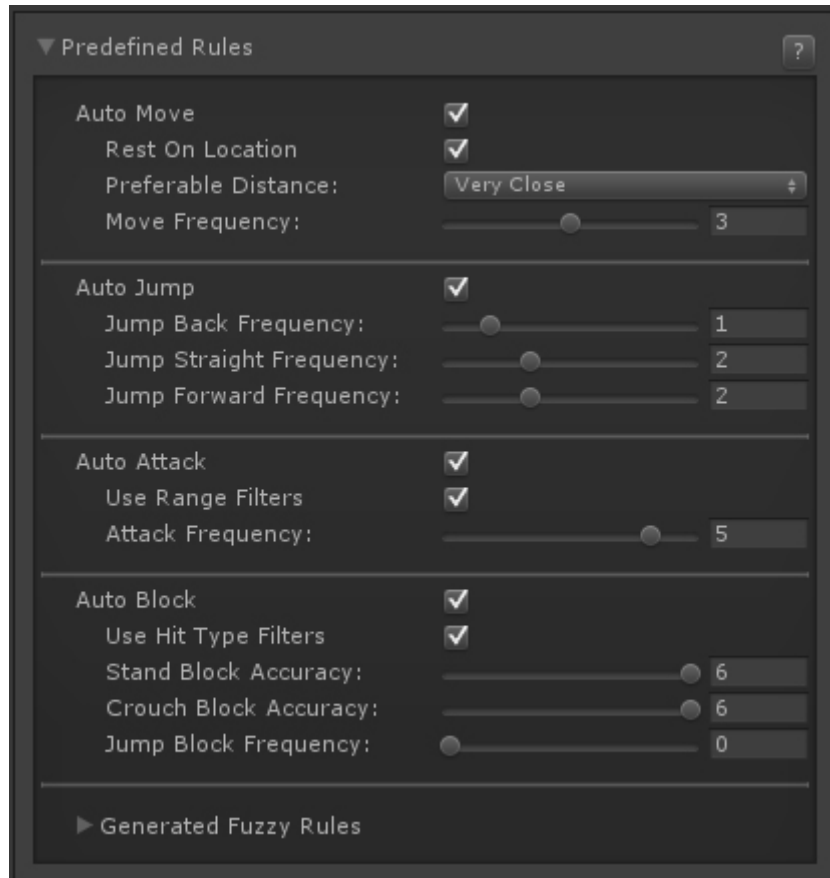 Predefined Rules ?
Auto Move
Rest On Location
Preferable Distance: Very Close
Move Frequency: 3
Auto Jump
Jump Back Frequency: 1
Jump Straight Frequency: 2
Jump Forward Frequency: 2
Auto Attack
Use Range Filters
Attack Frequency: 5
Auto Block
Use Hit Type Filters
Stand Block Accuracy: 6
Crouch Block Accuracy: 6
Jump Block Frequency: 0
Generated Fuzzy Rules